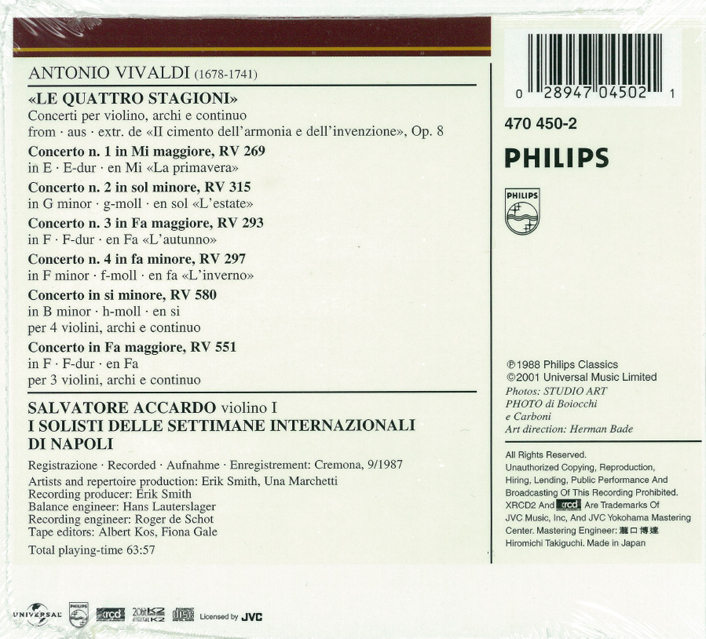 ANTONIO VIVALDI (1678-1741)
«LE QUATTRO STAGIONI»
Concerti per violino, archi e continuo
from · aus · extr. de «Il cimento dell'armonia e dell'invenzione», Op. 8
Concerto n. 1 in Mi maggiore, RV 269
in E · E-dur · en Mi «La primavera»
Concerto n. 2 in sol minore, RV 315
in G minor · g-moll · en sol «L'estate»
Concerto n. 3 in Fa maggiore, RV 293
in F · F-dur · en Fa «L'autunno»
Concerto n. 4 in fa minore, RV 297
in F minor · f-moll · en fa «L'inverno»
Concerto in si minore, RV 580
in B minor · h-moll · en si
per 4 violini, archi e continuo
Concerto in Fa maggiore, RV 551
in F · F-dur · en Fa
per 3 violini, archi e continuo
SALVATORE ACCARDO violino I
I SOLISTI DELLE SETTIMANE INTERNAZIONALI
DI NAPOLI
Registrazione · Recorded · Aufnahme · Enregistrement: Cremona, 9/1987
Artists and repertoire production: Erik Smith, Una Marchetti
Recording producer: Erik Smith
Balance engineer: Hans Lauterslager
Recording engineer: Roger de Schot
Tape editors: Albert Kos, Fiona Gale
Total playing-time 63:57
UNIVERSAL
PHILIPS
xrcd
20bit K2
DIGITAL K2
disc
Licensed by JVC
0 28947 04502 1
470 450-2
PHILIPS
PHILIPS
℗1988 Philips Classics
©2001 Universal Music Limited
Photos: STUDIO ART
PHOTO di Boiocchi
e Carboni
Art direction: Herman Bade
All Rights Reserved.
Unauthorized Copying, Reproduction,
Hiring, Lending, Public Performance And
Broadcasting Of This Recording Prohibited.
XRCD2 And xrcd Are Trademarks Of
JVC Music, Inc, And JVC Yokohama Mastering
Center. Mastering Engineer: 瀧口博達
Hiromichi Takiguchi. Made in Japan